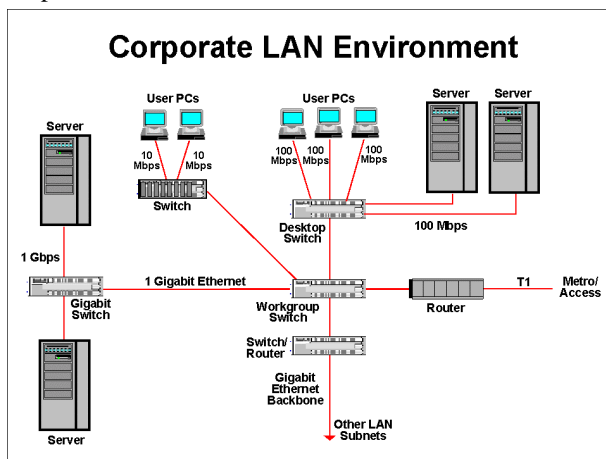 Corporate LAN Environment
User PCs
User PCs
Server
Server
Server
10
Mbps
10
Mbps
100
Mbps
100
Mbps
100
Mbps
Switch
Desktop
Switch
100 Mbps
1 Gbps
1 Gigabit Ethernet
T1
Metro/
Access
Gigabit
Switch
Workgroup
Switch
Router
Switch/
Router
Gigabit
Ethernet
Backbone
Server
Other LAN
Subnets